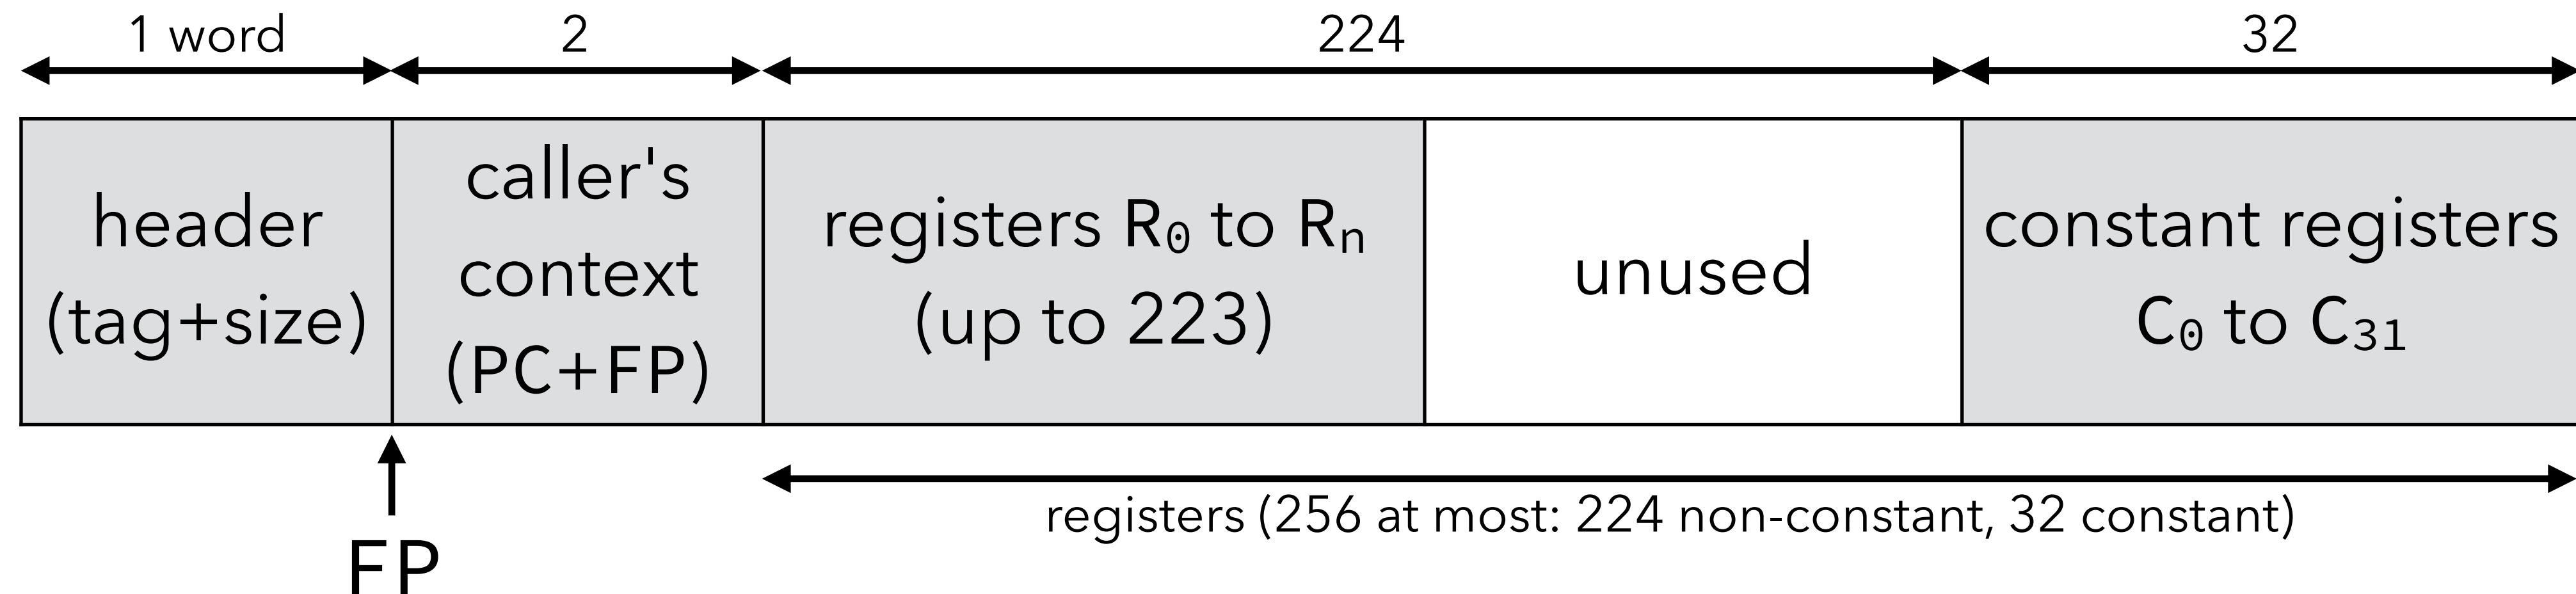 1 word
2
224
32
header
(tag+size)
caller's
context
(PC+FP)
registers R₀ to Rₙ
(up to 223)
unused
constant registers
C₀ to C₃₁
registers (256 at most: 224 non-constant, 32 constant)
FP